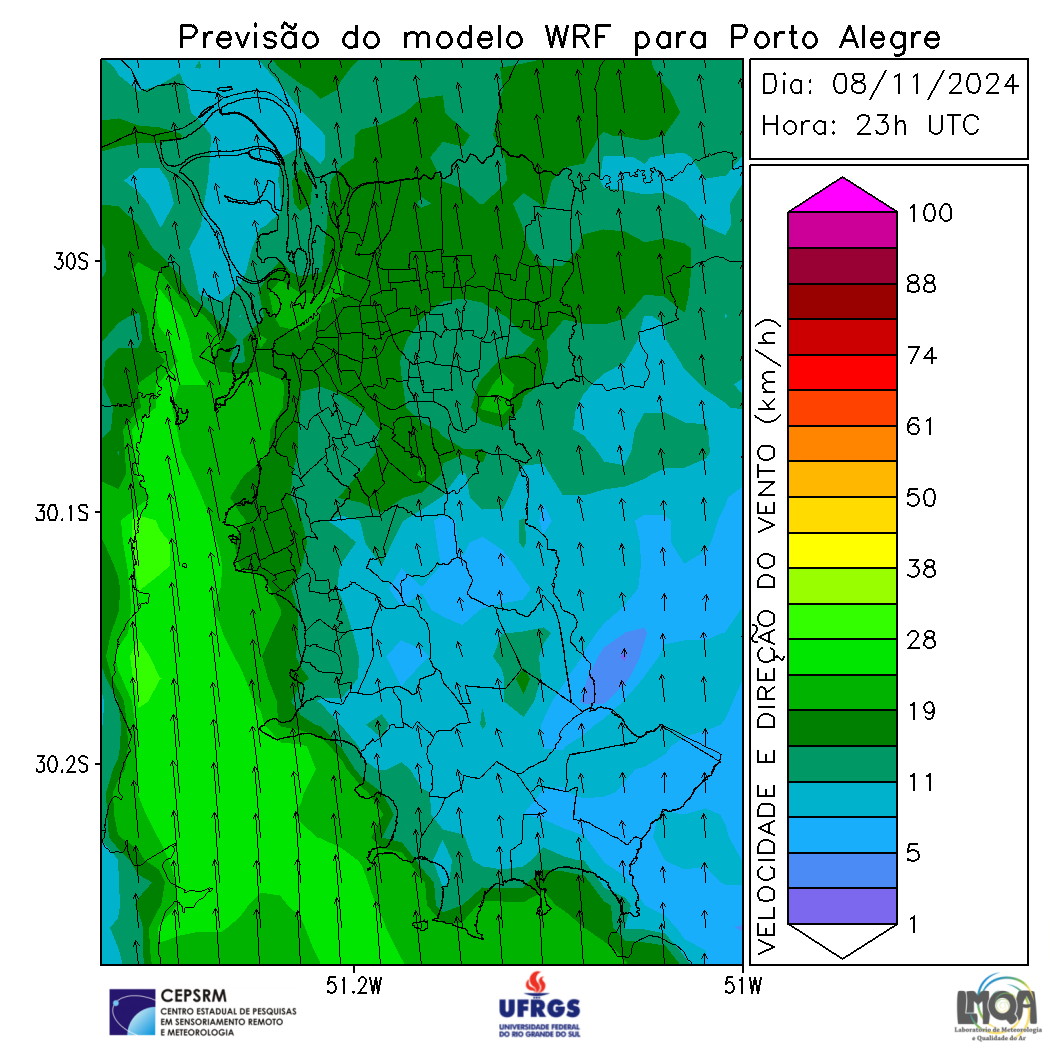 Previsão do modelo WRF para Porto Alegre
Dia: 08/11/2024
Hora: 23h UTC
VELOCIDADE E DIREÇÃO DO VENTO (km/h)
100
88
74
61
50
38
28
19
11
5
1
30S
30.1S
30.2S
51.2W
51W
CEPSRM
CENTRO ESTADUAL DE PESQUISAS
EM SENSORIAMENTO REMOTO
E METEOROLOGIA
UFRGS
UNIVERSIDADE FEDERAL
DO RIO GRANDE DO SUL
LMQA
Laboratório de Meteorologia
e Qualidade do Ar